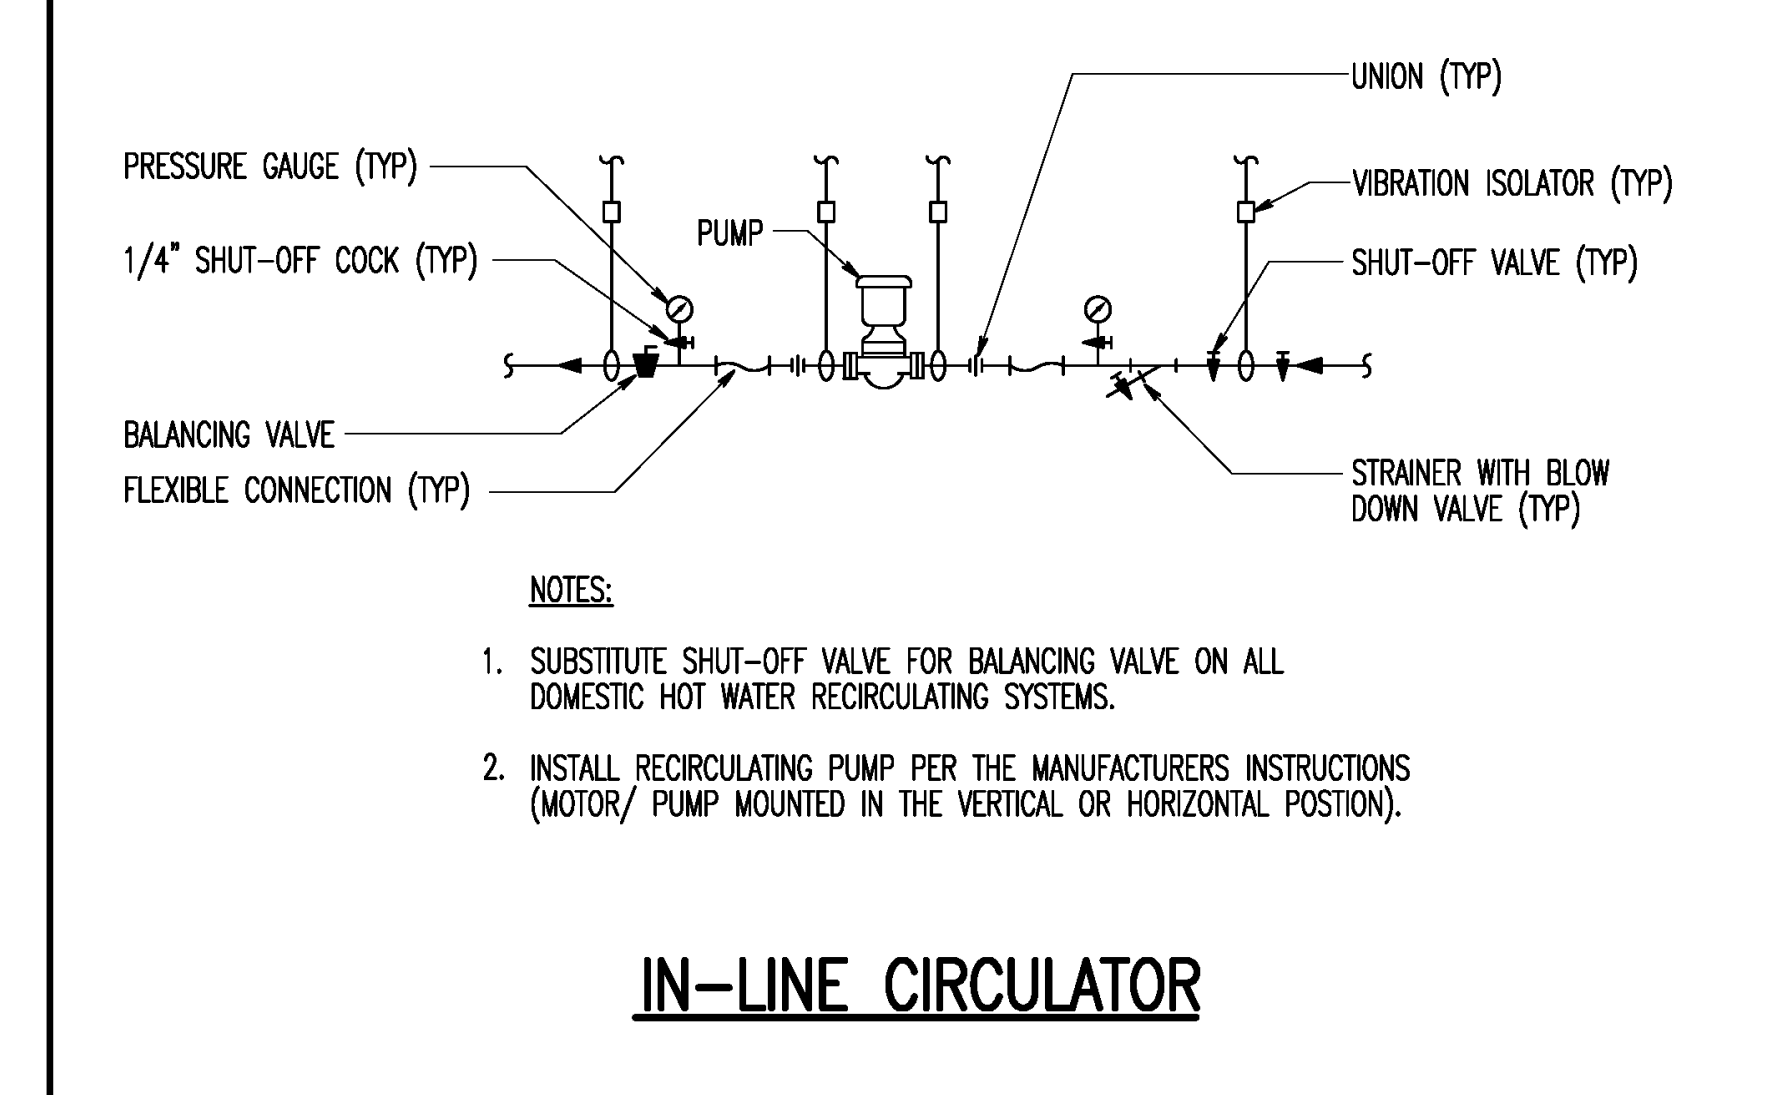 UNION (TYP)
PRESSURE GAUGE (TYP)
VIBRATION ISOLATOR (TYP)
PUMP
1/4" SHUT-OFF COCK (TYP)
SHUT-OFF VALVE (TYP)
BALANCING VALVE
FLEXIBLE CONNECTION (TYP)
STRAINER WITH BLOW
DOWN VALVE (TYP)
NOTES:
1. SUBSTITUTE SHUT-OFF VALVE FOR BALANCING VALVE ON ALL
DOMESTIC HOT WATER RECIRCULATING SYSTEMS.
2. INSTALL RECIRCULATING PUMP PER THE MANUFACTURERS INSTRUCTIONS
(MOTOR/ PUMP MOUNTED IN THE VERTICAL OR HORIZONTAL POSTION).
IN-LINE CIRCULATOR